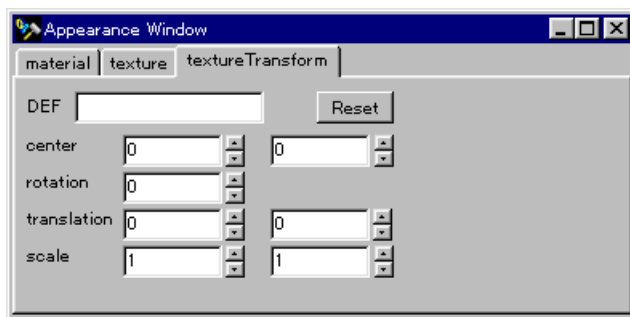 Appearance Window
material texture textureTransform
DEF Reset
center 0 0
rotation 0
translation 0 0
scale 1 1